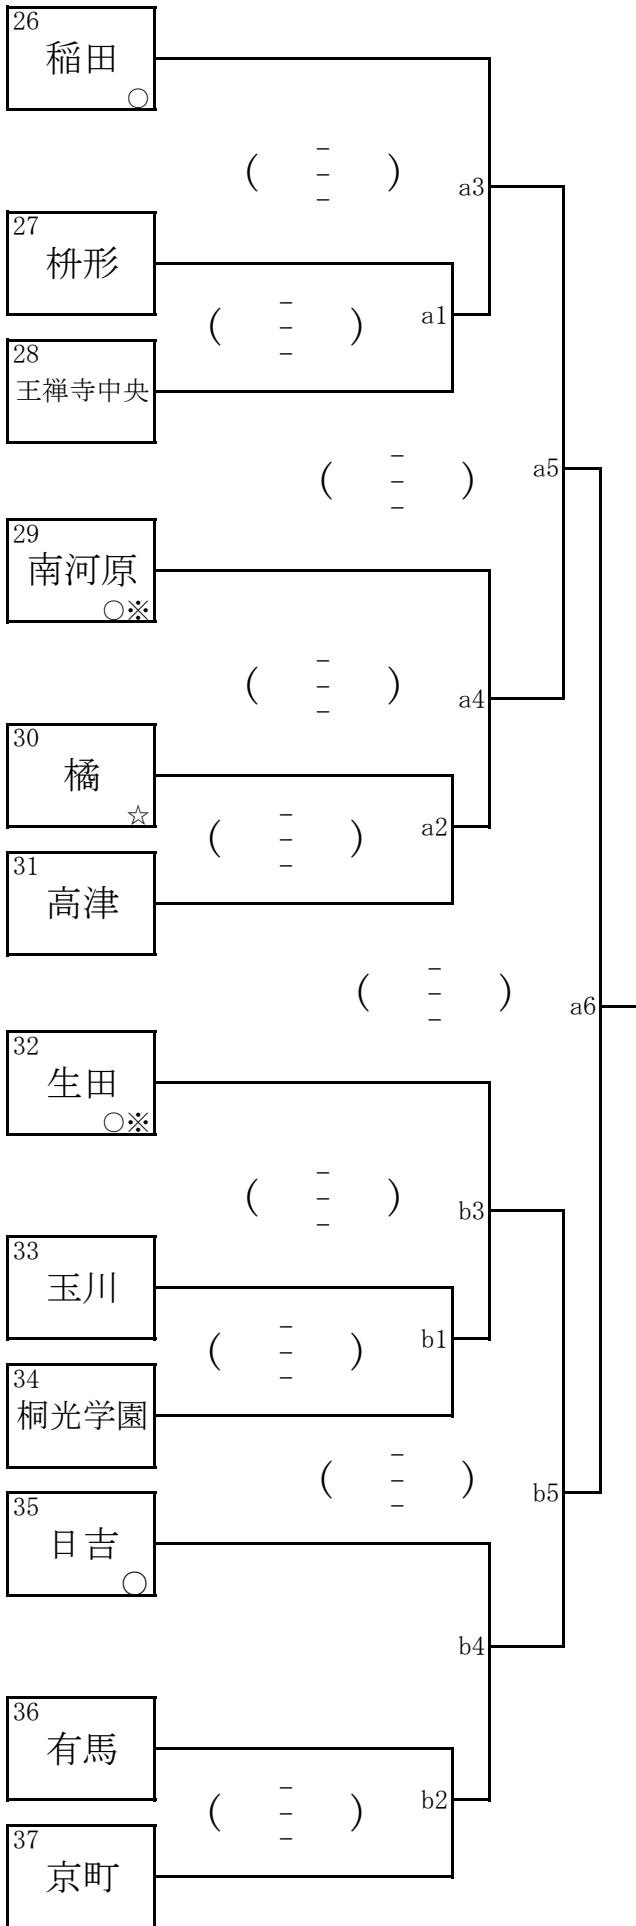 26
稲田
○
-
( - ) a3
-
27
枡形
-
( - ) a1
-
28
王禅寺中央
-
( - ) a5
-
29
南河原
○※
-
( - ) a4
-
30
橘
☆
-
( - ) a2
-
31
高津
-
( - ) a6
-
32
生田
○※
-
( - ) b3
-
33
玉川
-
( - ) b1
-
34
桐光学園
-
( - ) b5
-
35
日吉
○
b4
36
有馬
-
( - ) b2
-
37
京町